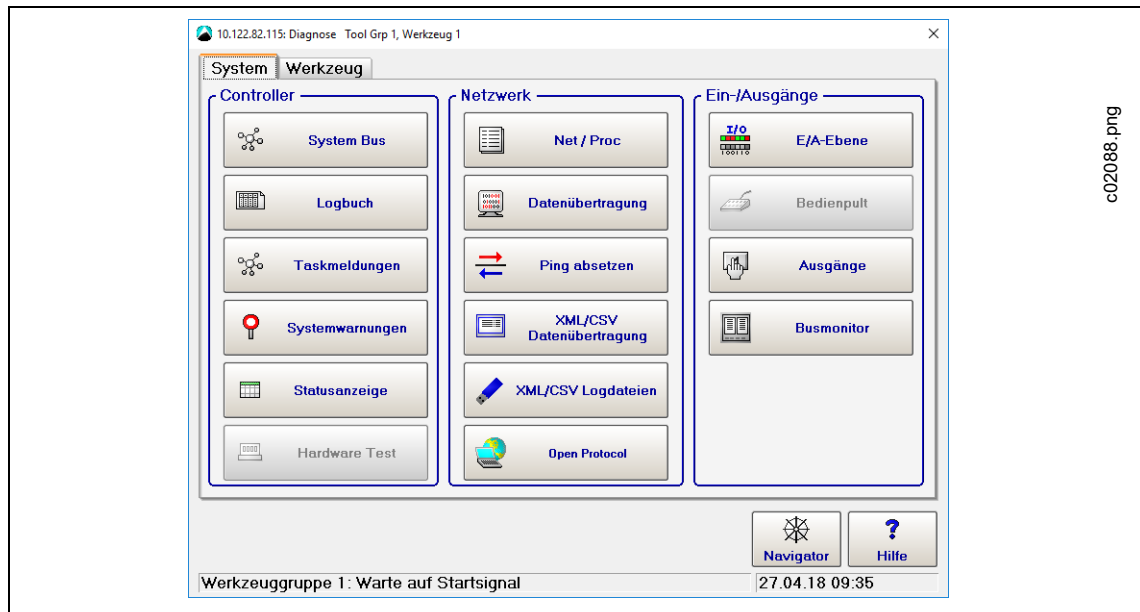 10.122.82.115: Diagnose Tool Grp 1, Werkzeug 1
System Werkzeug
Controller
System Bus
Logbuch
Taskmeldungen
Systemwarnungen
Statusanzeige
Hardware Test
Netzwerk
Net / Proc
Datenübertragung
Ping absetzen
XML/CSV
Datenübertragung
XML/CSV Logdateien
Open Protocol
Ein-/Ausgänge
I/O
E/A-Ebene
Bedienpult
Ausgänge
Busmonitor
Navigator
? Hilfe
Werkzeuggruppe 1: Warte auf Startsignal
27.04.18 09:35
c02088.png